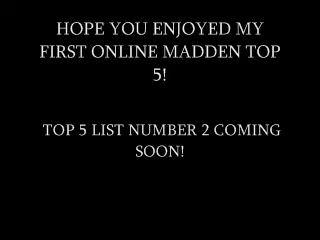 HOPE YOU ENJOYED MY
FIRST ONLINE MADDEN TOP
5!
TOP 5 LIST NUMBER 2 COMING
SOON!